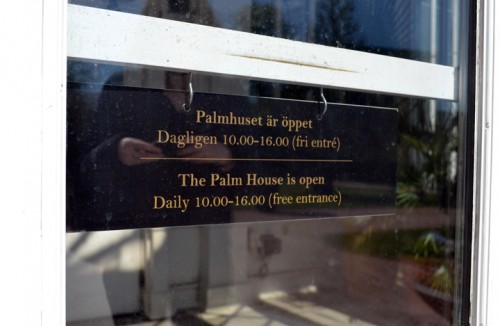 Palmhuset är öppet
Dagligen 10.00-16.00 (fri entré)
The Palm House is open
Daily 10.00-16.00 (free entrance)